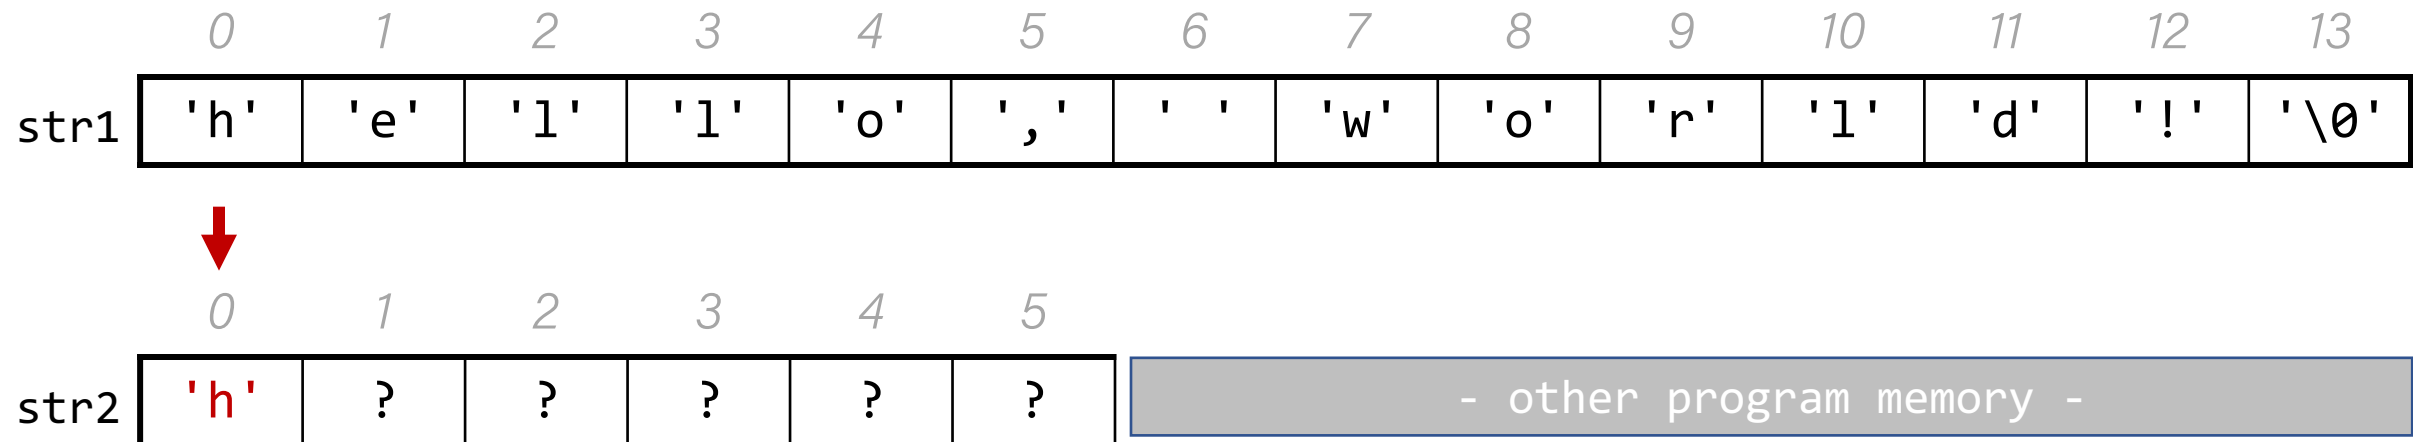 0 1 2 3 4 5 6 7 8 9 10 11 12 13
str1 'h' 'e' 'l' 'l' 'o' ',' ' ' 'w' 'o' 'r' 'l' 'd' '!' '\0'
0 1 2 3 4 5
str2 'h' ? ? ? ? ? - other program memory -